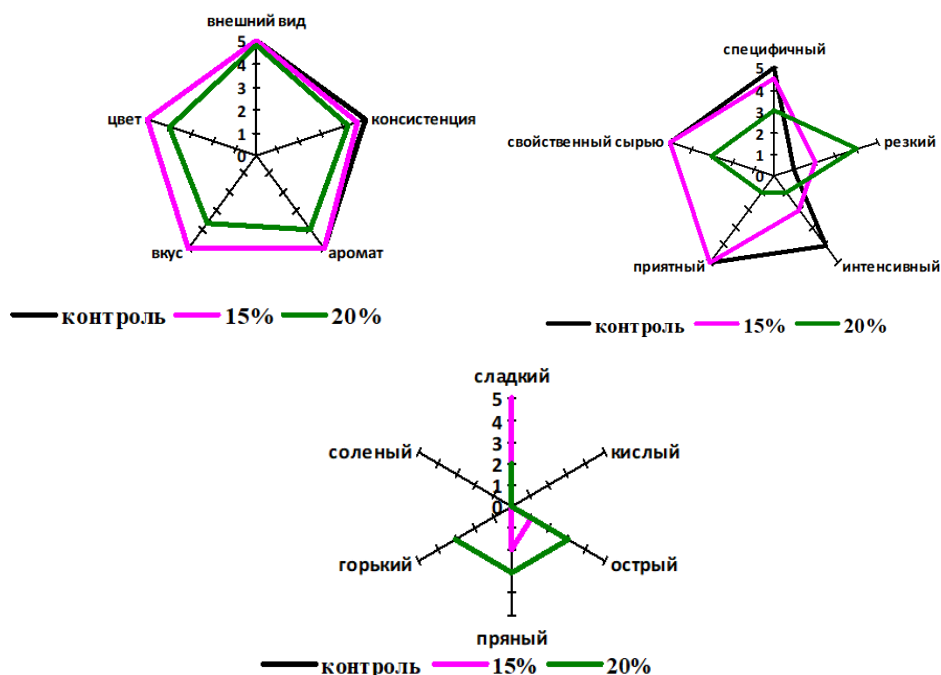 внешний вид
5
4
3
2
1
0
цвет
консистенция
вкус
аромат
контроль 15% 20%
специфичный
5
4
3
2
1
0
свойственный сырью
резкий
приятный
интенсивный
контроль 15% 20%
сладкий
5
4
3
2
1
0
соленый
кислый
горький
острый
пряный
контроль 15% 20%